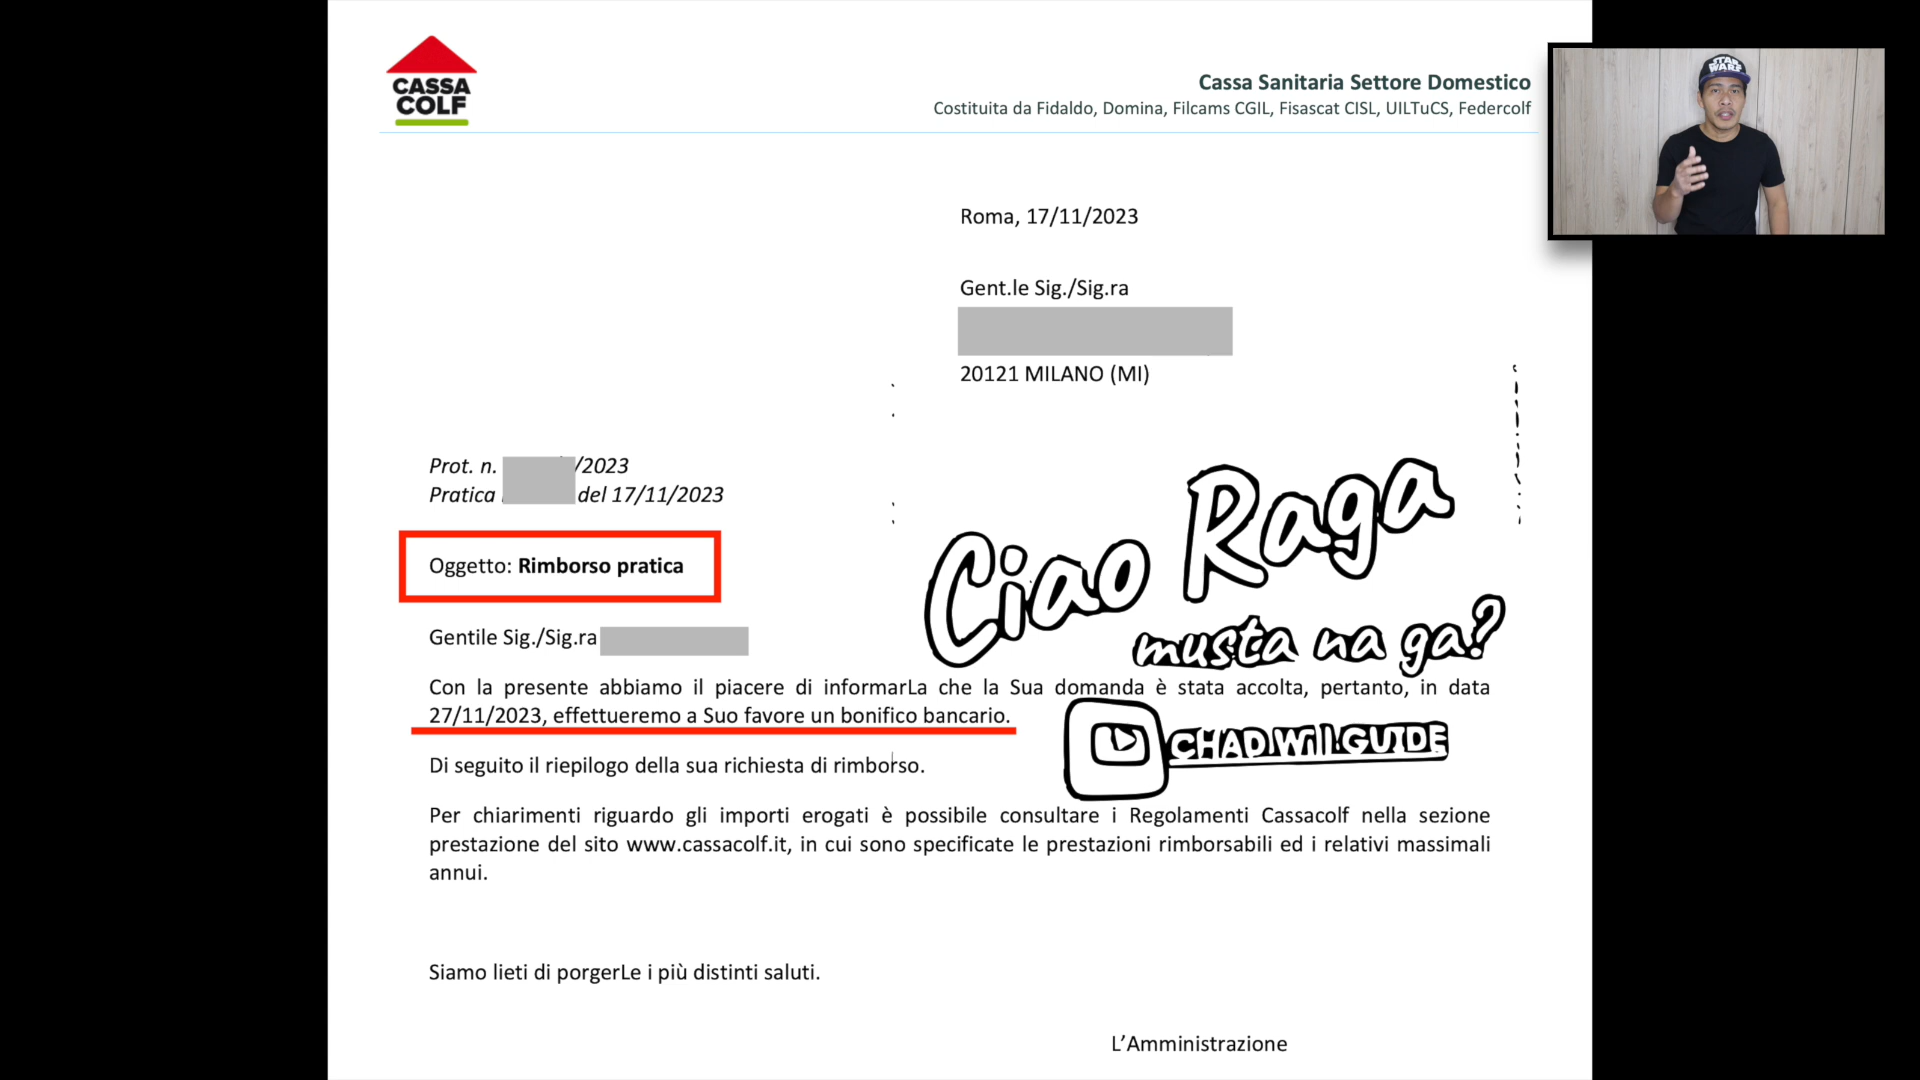 CASSA
COLF
Cassa Sanitaria Settore Domestico
Costituita da Fidaldo, Domina, Filcams CGIL, Fisascat CISL, UILTuCS, Federcolf
STAR
WARS
Roma, 17/11/2023
Gent.le Sig./Sig.ra
20121 MILANO (MI)
Prot. n. /2023
Pratica del 17/11/2023
Ciao Raga
musta na ga?
Oggetto: Rimborso pratica
Gentile Sig./Sig.ra
Con la presente abbiamo il piacere di informarLa che la Sua domanda è stata accolta, pertanto, in data
27/11/2023, effettueremo a Suo favore un bonifico bancario.
CHAD WIL GUIDE
Di seguito il riepilogo della sua richiesta di rimborso.
Per chiarimenti riguardo gli importi erogati è possibile consultare i Regolamenti Cassacolf nella sezione
prestazione del sito www.cassacolf.it, in cui sono specificate le prestazioni rimborsabili ed i relativi massimali
annui.
Siamo lieti di porgerLe i più distinti saluti.
L’Amministrazione